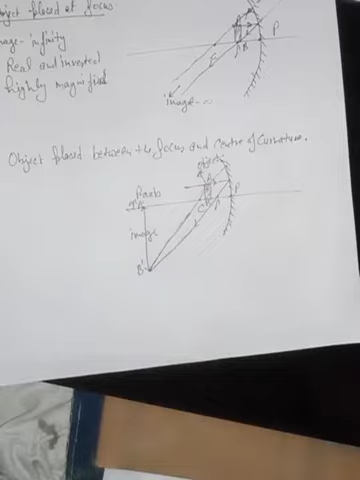 object placed at focus
image - infinity
Real and inverted
highly magnified
C
B
P
image - ∞
Object placed between the focus and centre of curvature.
object
C
F
P
image
B'